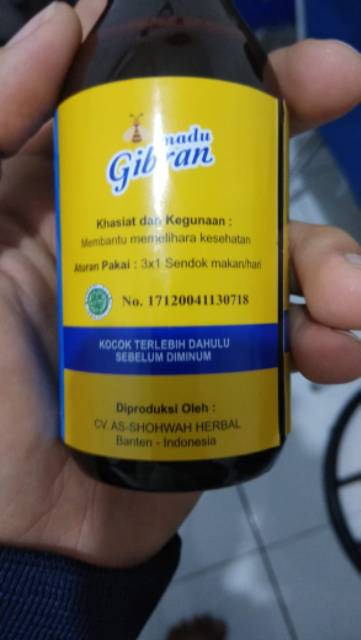 madu
Gibran
Khasiat dan Kegunaan :
Membantu memelihara kesehatan
Aturan Pakai : 3x1 Sendok makan/hari
No. 17120041130718
KOCOK TERLEBIH DAHULU
SEBELUM DIMINUM
Diproduksi Oleh :
CV. AS-SHOHWAH HERBAL
Banten - Indonesia